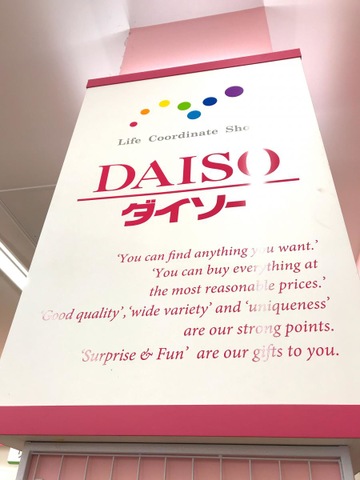 Life Coordinate Sho
DAISO
ダイソー
'You can find anything you want.'
'You can buy everything at
the most reasonable prices.'
'Good quality','wide variety' and 'uniqueness'
are our strong points.
'Surprise & Fun' are our gifts to you.